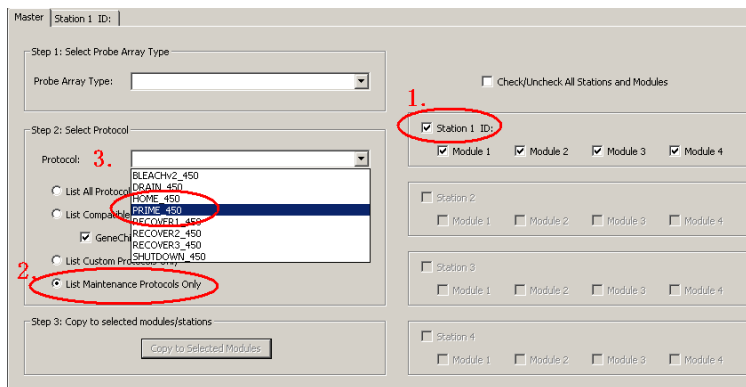 Master
Station 1 ID:
Step 1: Select Probe Array Type
Probe Array Type:
Check/Uncheck All Stations and Modules
1.
Station 1 ID:
Module 1 Module 2 Module 3 Module 4
Step 2: Select Protocol
Protocol:
3.
BLEACHv2_450
DRAIN_450
HOME_450
PRIME_450
RECOVER1_450
RECOVER2_450
RECOVER3_450
SHUTDOWN_450
List All Protocol
List Compatible
GeneChi
List Custom Protocols Only
2.
List Maintenance Protocols Only
Station 2
Module 1 Module 2 Module 3 Module 4
Station 3
Module 1 Module 2 Module 3 Module 4
Step 3: Copy to selected modules/stations
Copy to Selected Modules
Station 4
Module 1 Module 2 Module 3 Module 4